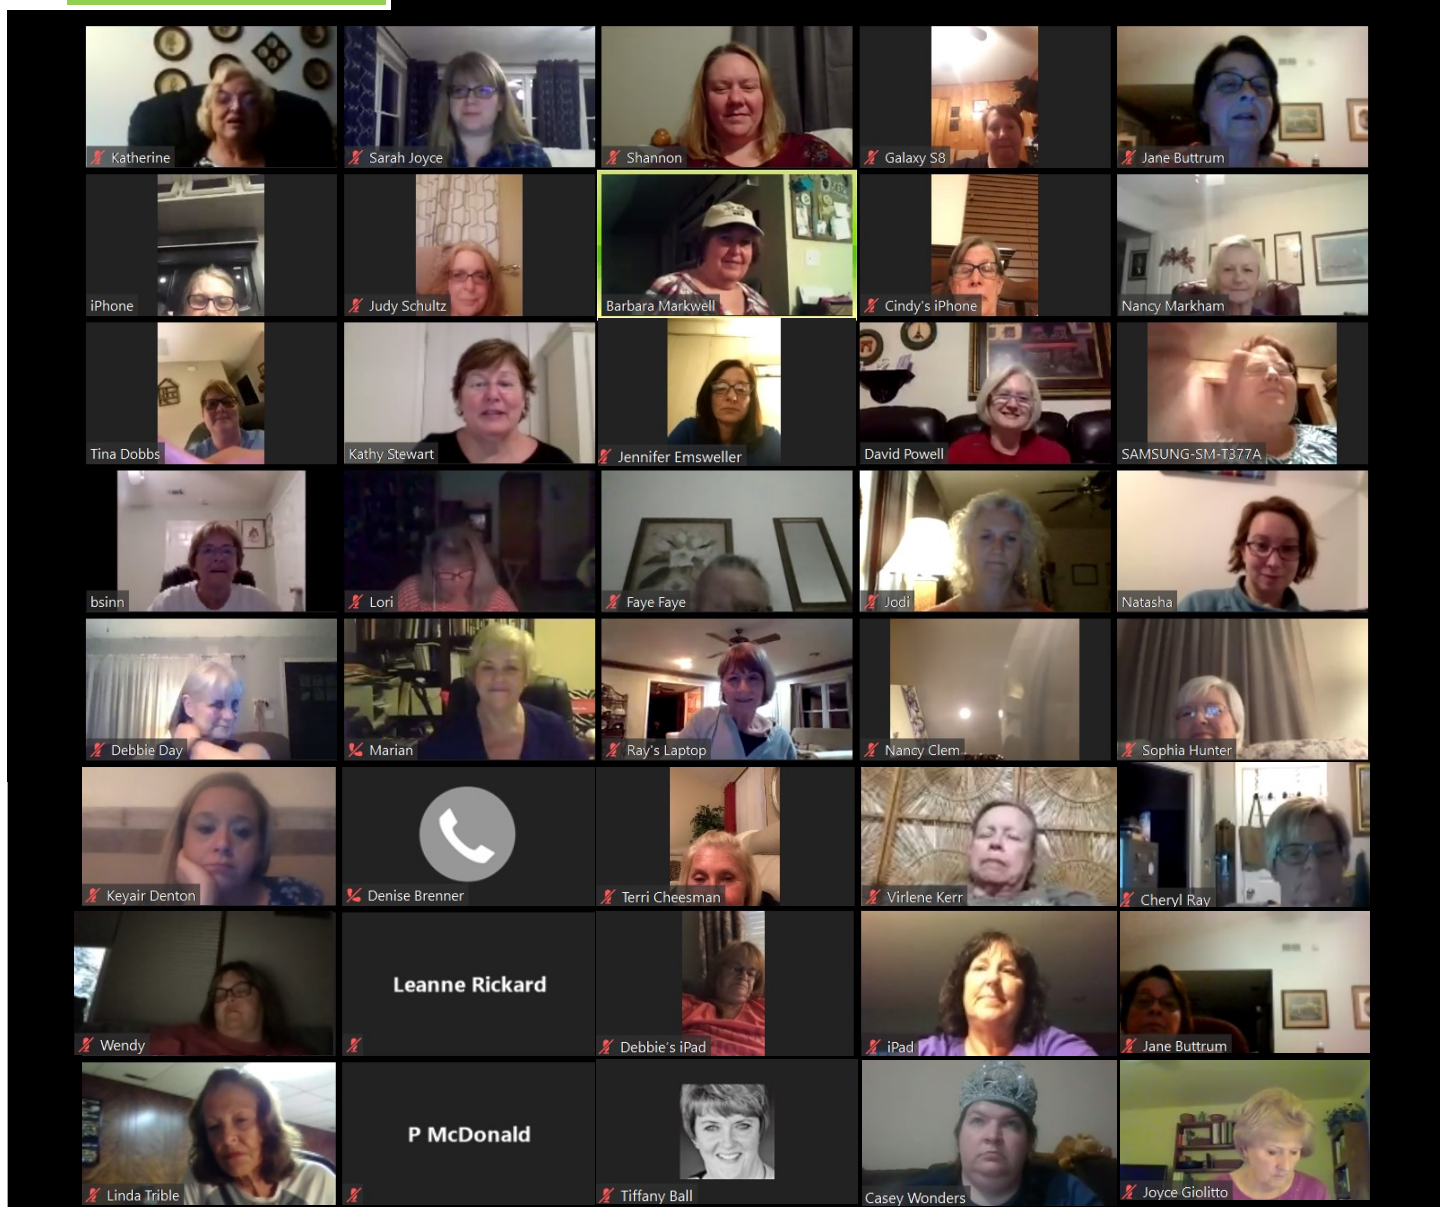 Katherine
Sarah Joyce
Shannon
Galaxy S8
Jane Buttrum
iPhone
Judy Schultz
Barbara Markwell
Cindy's iPhone
Nancy Markham
Tina Dobbs
Kathy Stewart
Jennifer Emsweller
David Powell
SAMSUNG-SM-T377A
bsinn
Lori
Faye Faye
Jodi
Natasha
Debbie Day
Marian
Ray's Laptop
Nancy Clem
Sophia Hunter
Keyair Denton
Denise Brenner
Terri Cheesman
Virlene Kerr
Cheryl Ray
Wendy
Leanne Rickard
Debbie's iPad
iPad
Jane Buttrum
Linda Trible
P McDonald
Tiffany Ball
Casey Wonders
Joyce Giolitto